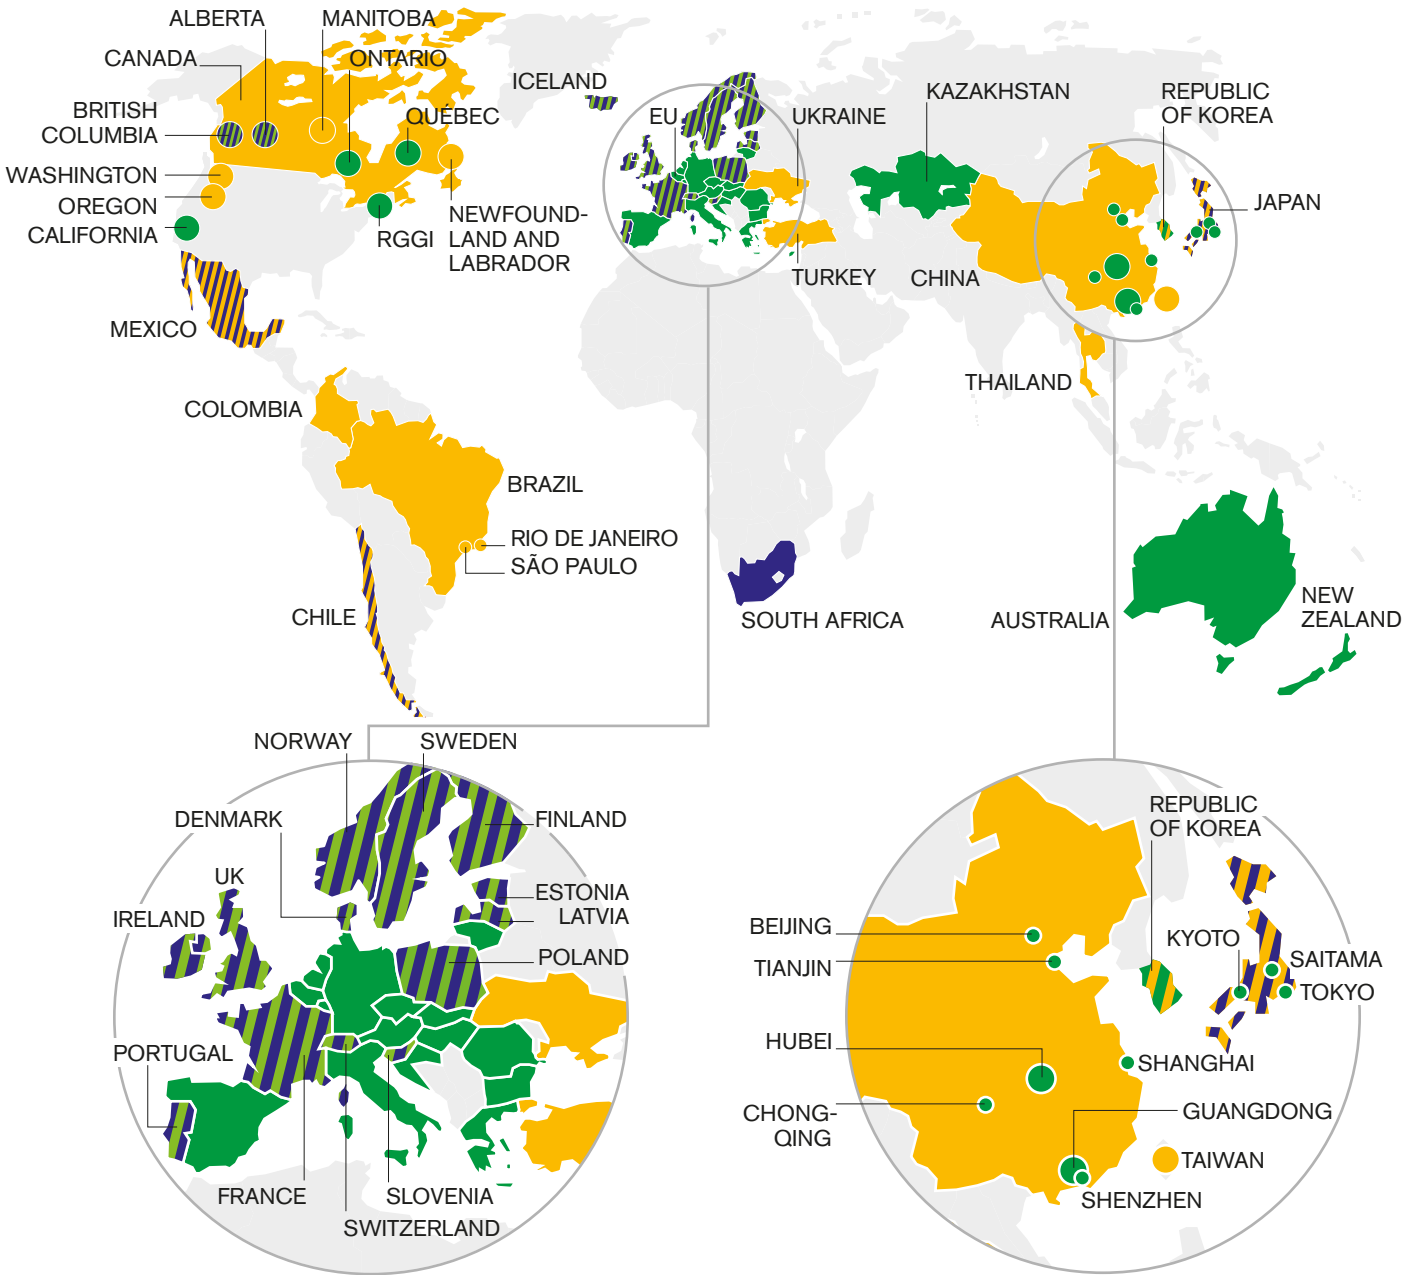 ALBERTA
MANITOBA
CANADA
ONTARIO
BRITISH
COLUMBIA
QUÉBEC
WASHINGTON
OREGON
CALIFORNIA
RGGI
NEWFOUND-
LAND AND
LABRADOR
MEXICO
ICELAND
EU
UKRAINE
TURKEY
KAZAKHSTAN
CHINA
REPUBLIC
OF KOREA
JAPAN
THAILAND
COLOMBIA
BRAZIL
RIO DE JANEIRO
SÃO PAULO
CHILE
SOUTH AFRICA
AUSTRALIA
NEW
ZEALAND
NORWAY
SWEDEN
DENMARK
FINLAND
UK
IRELAND
ESTONIA
LATVIA
POLAND
PORTUGAL
FRANCE
SLOVENIA
SWITZERLAND
REPUBLIC
OF KOREA
BEIJING
TIANJIN
KYOTO
SAITAMA
TOKYO
HUBEI
SHANGHAI
CHONG-
QING
GUANGDONG
TAIWAN
SHENZHEN